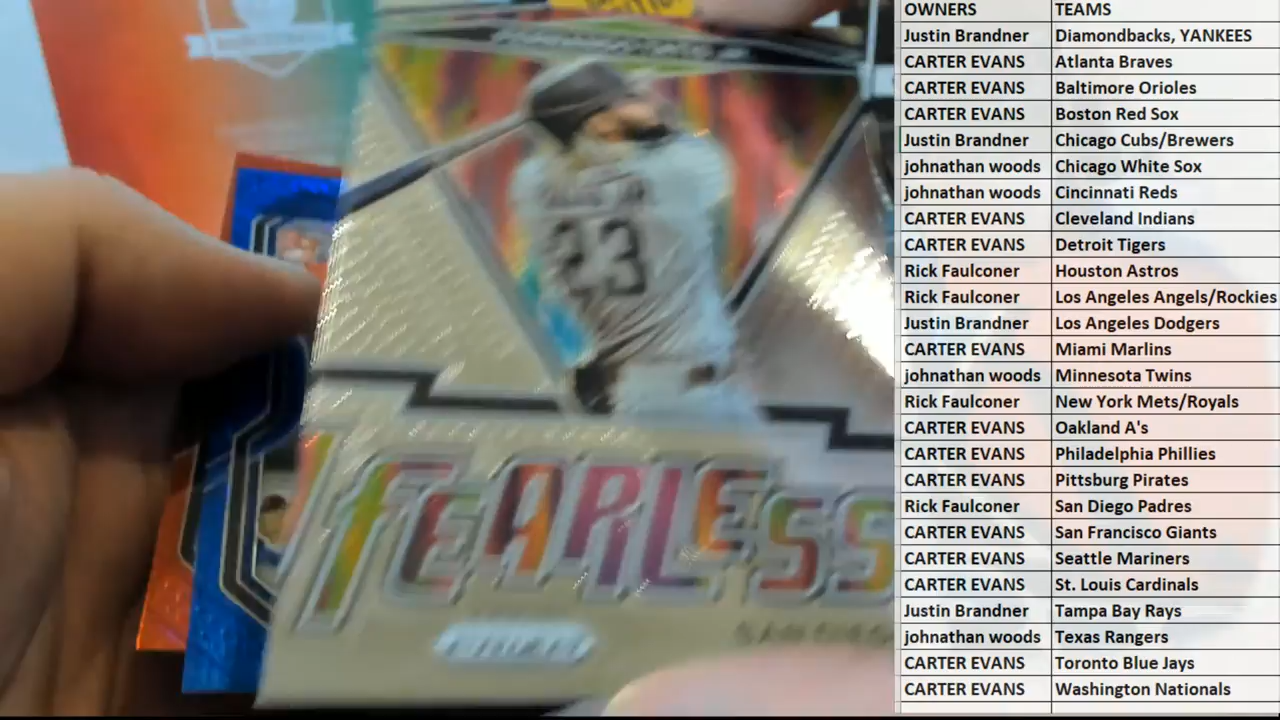 23
FEARLESS
PRIZM
SAN DIEGO
OWNERS TEAMS
Justin Brandner Diamondbacks, YANKEES
CARTER EVANS Atlanta Braves
CARTER EVANS Baltimore Orioles
CARTER EVANS Boston Red Sox
Justin Brandner Chicago Cubs/Brewers
johnathan woods Chicago White Sox
johnathan woods Cincinnati Reds
CARTER EVANS Cleveland Indians
CARTER EVANS Detroit Tigers
Rick Faulconer Houston Astros
Rick Faulconer Los Angeles Angels/Rockies
Justin Brandner Los Angeles Dodgers
CARTER EVANS Miami Marlins
johnathan woods Minnesota Twins
Rick Faulconer New York Mets/Royals
CARTER EVANS Oakland A's
CARTER EVANS Philadelphia Phillies
CARTER EVANS Pittsburg Pirates
Rick Faulconer San Diego Padres
CARTER EVANS San Francisco Giants
CARTER EVANS Seattle Mariners
CARTER EVANS St. Louis Cardinals
Justin Brandner Tampa Bay Rays
johnathan woods Texas Rangers
CARTER EVANS Toronto Blue Jays
CARTER EVANS Washington Nationals